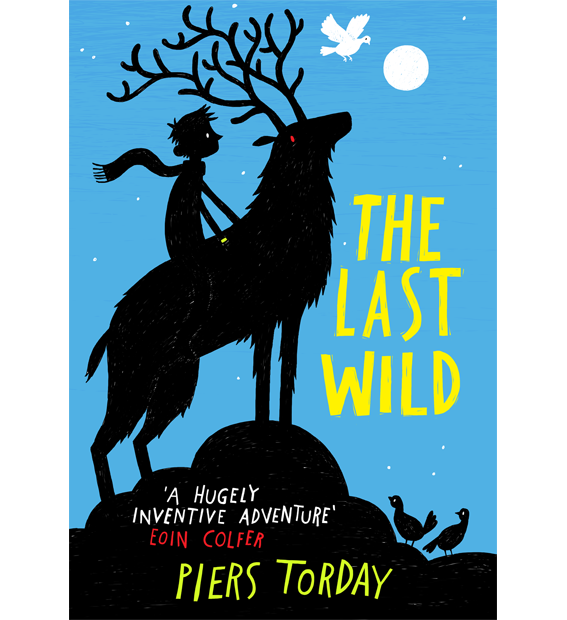 THE
LAST
WILD
'A HUGELY
INVENTIVE ADVENTURE'
EOIN COLFER
PIERS TORDAY